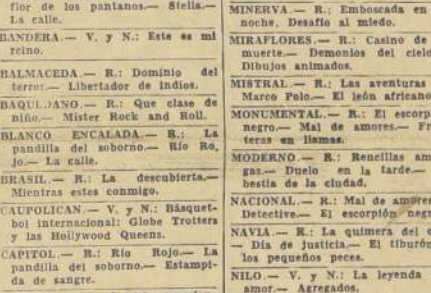 flor de los pantanos.— Stella.—
La calle.
BANDERA.— V. y N.: Este es mi
reino.
BALMACEDA.— R.: Dominio del
terror.— Libertador de indios.
BAQUEDANO.— R.: Que clase de
niño.— Mister Rock and Roll.
BLANCO ENCALADA.— R.: La
pandilla del soborno.— Río Ro,
jo.— La calle.
BRASIL.— R.: La descubierta.—
Mientras estes conmigo.
CAUPOLICAN.— V. y N.: Básquet-
bol internacional: Globe Trotters
y las Hollywood Queens.
CAPITOL.— R.: Río Rojo.— La
pandilla del soborno.— Estampi-
da de sangre.
MINERVA.— R.: Emboscada en
noche. Desafío al miedo.
MIRAFLORES.— R.: Casino de
muerte.— Demonios del cielo
Dibujos animados.
MISTRAL.— R.: Las aventuras
Marco Polo.— El león africano
MONUMENTAL.— R.: El escorp
negro.— Mal de amores.— Fr
teras en llamas.
MODERNO.— R.: Rencillas am
gas.— Duelo en la tarde.—
bestia de la ciudad.
NACIONAL.— R.: Mal de amores
Detective.— El escorpión negr
NAVIA.— R.: La quimera del o
— Día de justicia.— El tiburón
los pequeños peces.
NILO.— V. y N.: La leyenda
amor.— Agregados.